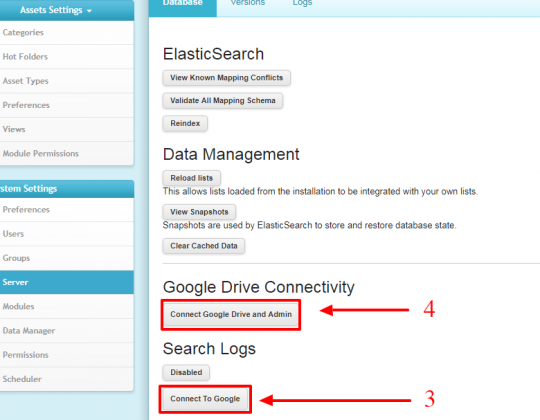 Assets Settings
Categories
Hot Folders
Asset Types
Preferences
Views
Module Permissions
stem Settings
Preferences
Users
Groups
Server
Modules
Data Manager
Permissions
Scheduler
Database Versions Logs
ElasticSearch
View Known Mapping Conflicts
Validate All Mapping Schema
Reindex
Data Management
Reload lists
This allows lists loaded from the installation to be integrated with your own lists.
View Snapshots
Snapshots are used by ElasticSearch to store and restore database state.
Clear Cached Data
Google Drive Connectivity
Connect Google Drive and Admin 4
Search Logs
Disabled
Connect To Google 3